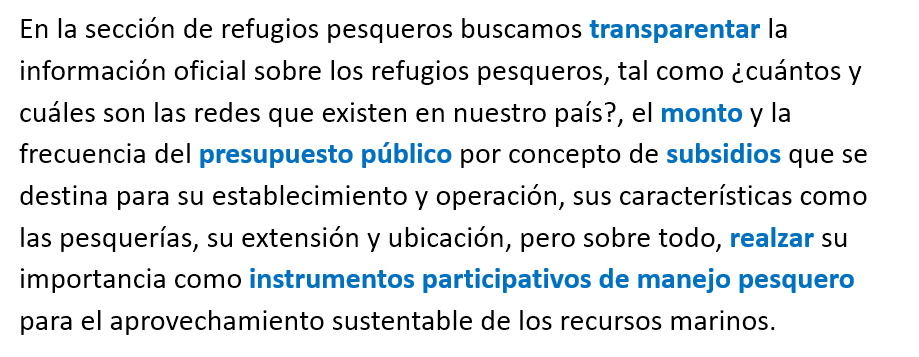 En la sección de refugios pesqueros buscamos transparentar la
información oficial sobre los refugios pesqueros, tal como ¿cuántos y
cuáles son las redes que existen en nuestro país?, el monto y la
frecuencia del presupuesto público por concepto de subsidios que se
destina para su establecimiento y operación, sus características como
las pesquerías, su extensión y ubicación, pero sobre todo, realzar su
importancia como instrumentos participativos de manejo pesquero
para el aprovechamiento sustentable de los recursos marinos.